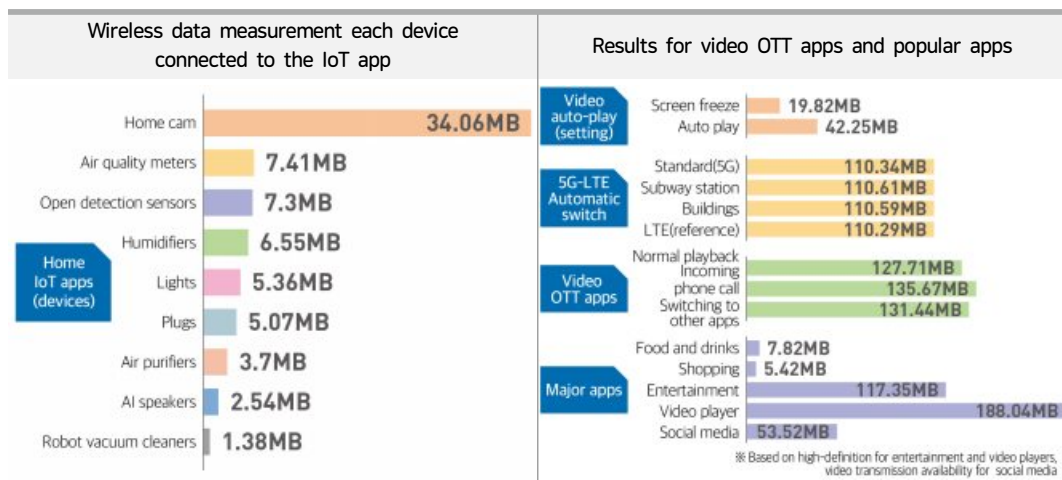 Wireless data measurement each device
connected to the IoT app
Home cam 34.06MB
Air quality meters 7.41MB
Open detection sensors 7.3MB
Humidifiers 6.55MB
Home
IoT apps
(devices)
Lights 5.36MB
Plugs 5.07MB
Air purifiers 3.7MB
AI speakers 2.54MB
Robot vacuum cleaners 1.38MB
Results for video OTT apps and popular apps
Video
auto-play
(setting)
Screen freeze 19.82MB
Auto play 42.25MB
5G-LTE
Automatic
switch
Standard(5G) 110.34MB
Subway station 110.61MB
Buildings 110.59MB
LTE(reference) 110.29MB
Video
OTT apps
Normal playback 127.71MB
Incoming
phone call 135.67MB
Switching to
other apps 131.44MB
Major apps
Food and drinks 7.82MB
Shopping 5.42MB
Entertainment 117.35MB
Video player 188.04MB
Social media 53.52MB
※ Based on high-definition for entertainment and video players,
video transmission availability for social media